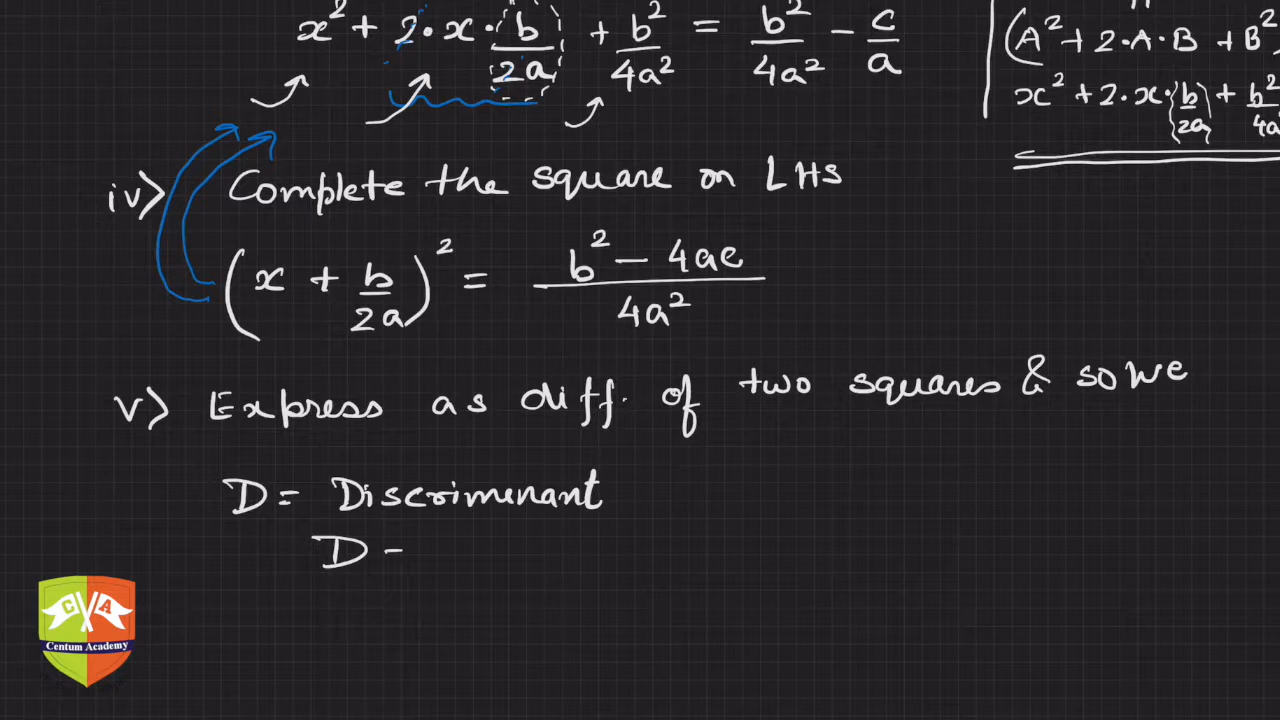 x² + 2·x·b/2a + b²/4a² = b²/4a² - c/a
(A² + 2·A·B + B²
x² + 2·x·b/2a + b²/4a
iv> Complete the square on LHS
(x + b/2a)² = b² - 4ac/4a²
v> Express as diff. of two squares & solve
D = Discriminant
D -
C A
Centum Academy